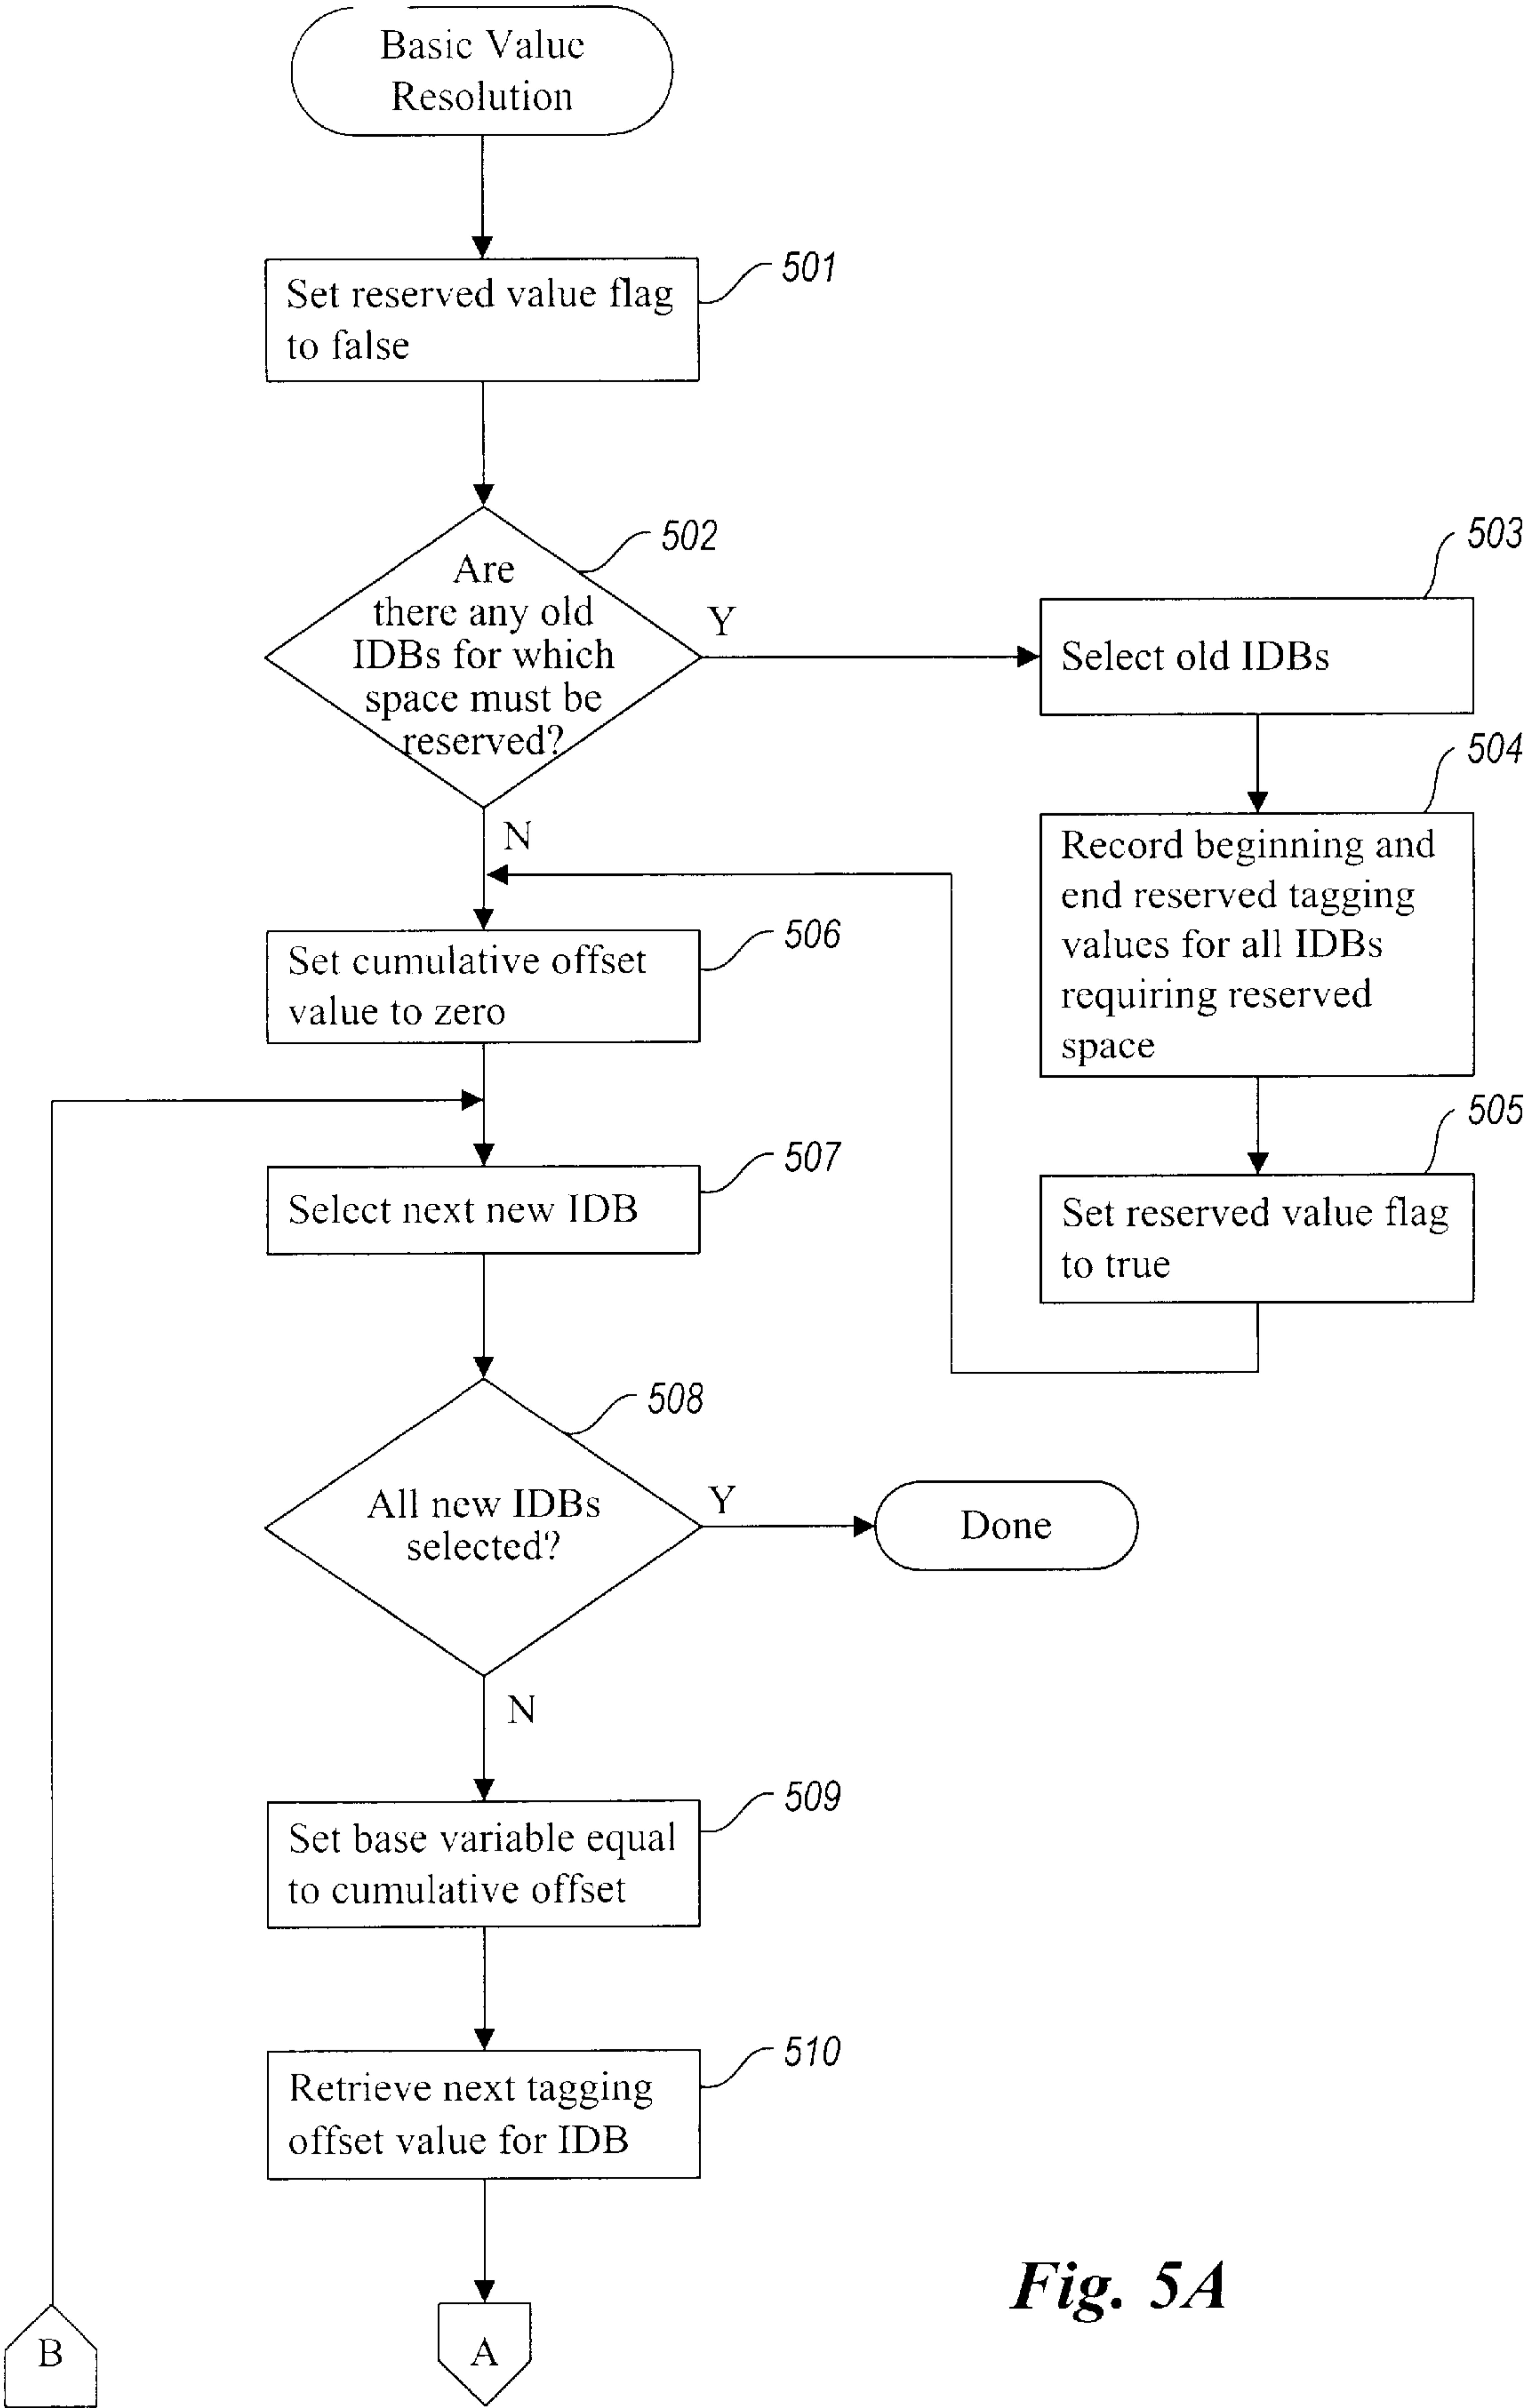 Basic Value
Resolution
501
Set reserved value flag
to false
502
Are
there any old
IDBs for which
space must be
reserved?
Y
N
503
Select old IDBs
504
Record beginning and
end reserved tagging
values for all IDBs
requiring reserved
space
505
Set reserved value flag
to true
506
Set cumulative offset
value to zero
507
Select next new IDB
508
All new IDBs
selected?
Y
Done
N
509
Set base variable equal
to cumulative offset
510
Retrieve next tagging
offset value for IDB
B
A
Fig. 5A